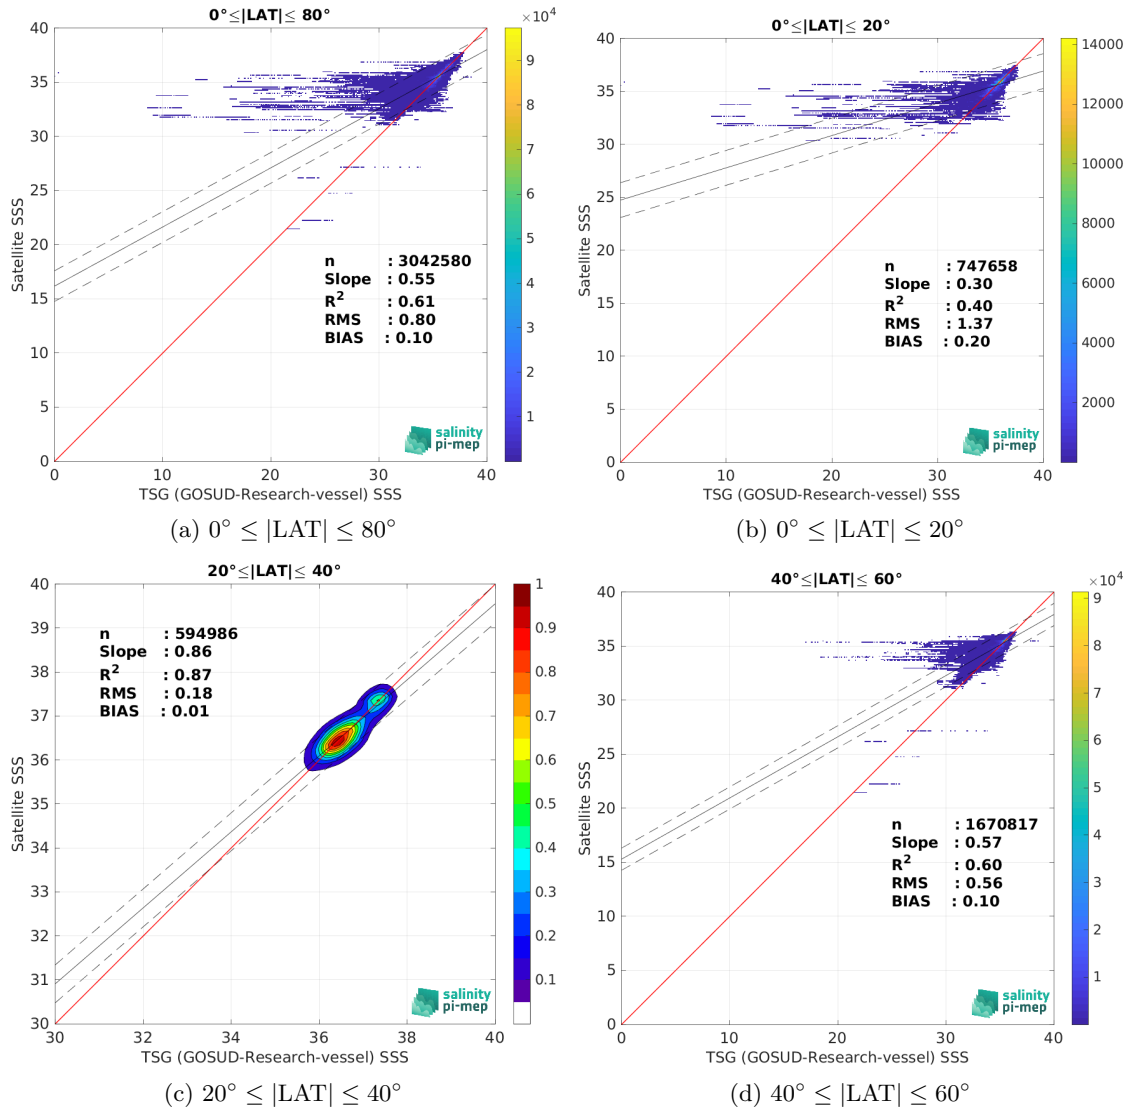 0°≤|LAT|≤ 80°
×10⁴
40
35
30
25
20
15
10
5
0
0 10 20 30 40
9
8
7
6
5
4
3
2
1
Satellite SSS
n : 3042580
Slope : 0.55
R² : 0.61
RMS : 0.80
BIAS : 0.10
salinity
pi-mep
TSG (GOSUD-Research-vessel) SSS
(a) 0° ≤ |LAT| ≤ 80°
0°≤|LAT|≤ 20°
40
35
30
25
20
15
10
5
0
0 10 20 30 40
14000
12000
10000
8000
6000
4000
2000
Satellite SSS
n : 747658
Slope : 0.30
R² : 0.40
RMS : 1.37
BIAS : 0.20
salinity
pi-mep
TSG (GOSUD-Research-vessel) SSS
(b) 0° ≤ |LAT| ≤ 20°
20°≤|LAT|≤ 40°
40
39
38
37
36
35
34
33
32
31
30
30 32 34 36 38 40
1
0.9
0.8
0.7
0.6
0.5
0.4
0.3
0.2
0.1
Satellite SSS
n : 594986
Slope : 0.86
R² : 0.87
RMS : 0.18
BIAS : 0.01
salinity
pi-mep
TSG (GOSUD-Research-vessel) SSS
(c) 20° ≤ |LAT| ≤ 40°
40°≤|LAT|≤ 60°
×10⁴
40
35
30
25
20
15
10
5
0
0 10 20 30 40
9
8
7
6
5
4
3
2
1
Satellite SSS
n : 1670817
Slope : 0.57
R² : 0.60
RMS : 0.56
BIAS : 0.10
salinity
pi-mep
TSG (GOSUD-Research-vessel) SSS
(d) 40° ≤ |LAT| ≤ 60°